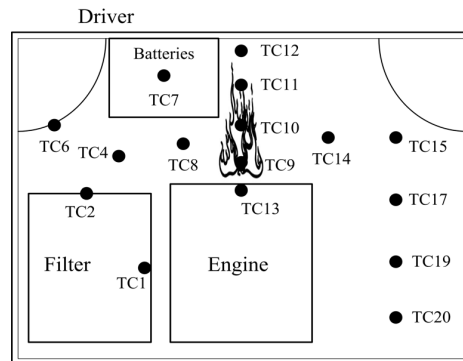 Driver
Batteries
TC12
TC7
TC11
TC6
TC10
TC4
TC8
TC14
TC15
TC9
TC2
TC13
TC17
Filter
Engine
TC1
TC19
TC20